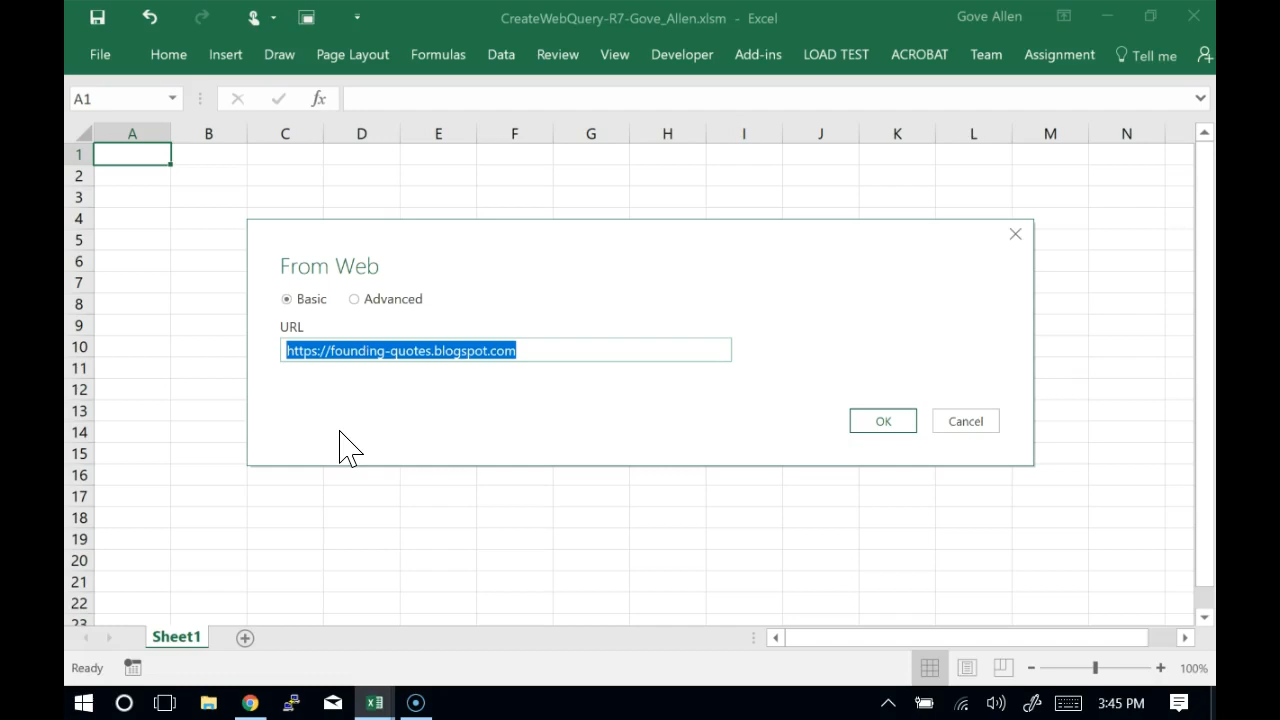 CreateWebQuery-R7-Gove_Allen.xlsm - Excel
Gove Allen
File Home Insert Draw Page Layout Formulas Data Review View Developer Add-ins LOAD TEST ACROBAT Team Assignment Tell me
A1 fx
A B C D E F G H I J K L M N
1
2
3
4
5
6
7
8
9
10
11
12
13
14
15
16
17
18
19
20
21
22
23
From Web
Basic Advanced
URL
https://founding-quotes.blogspot.com
OK Cancel
Sheet1
Ready
100%
3:45 PM